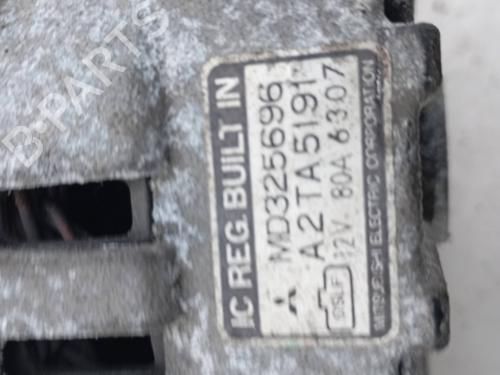 IC REG. BUILT IN
MD325696
A2TA5191
12V 80A 6307
MITSUBISHI ELECTRIC CORPORATION
B-PARTS